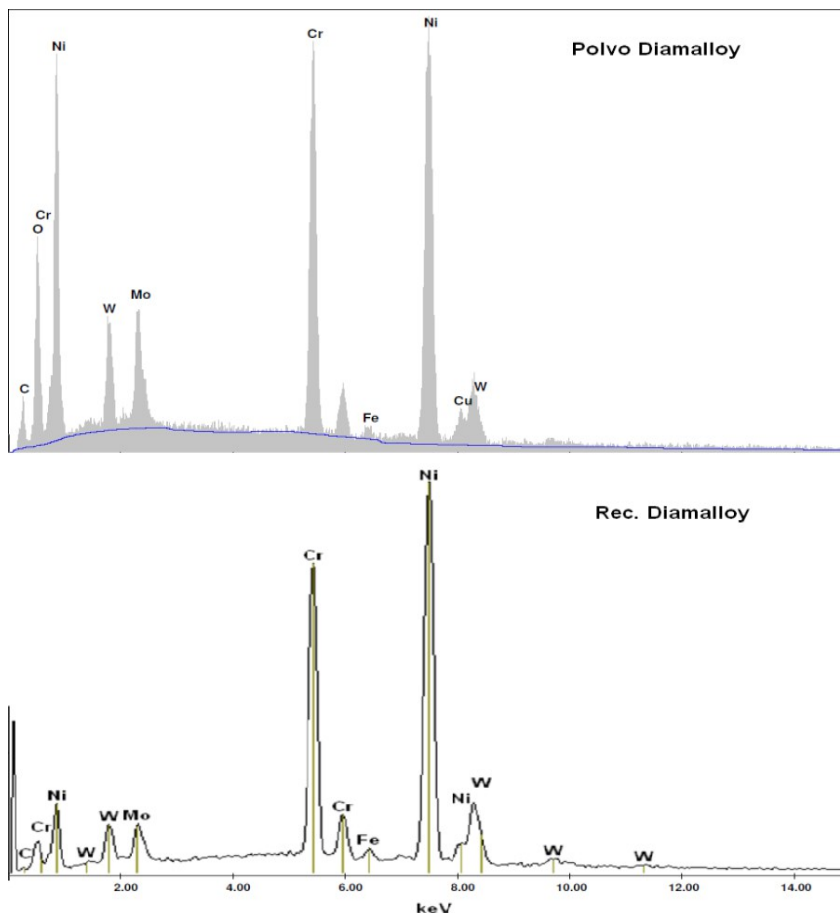 Polvo Diamalloy
Ni
Cr
Ni
Cr
O
W
Mo
C
Fe
Cu
W
Rec. Diamalloy
Ni
Cr
Ni
Cr
C
W
W
Mo
Cr
Fe
Ni
W
W
W
2.00 4.00 6.00 8.00 10.00 12.00 14.00
keV